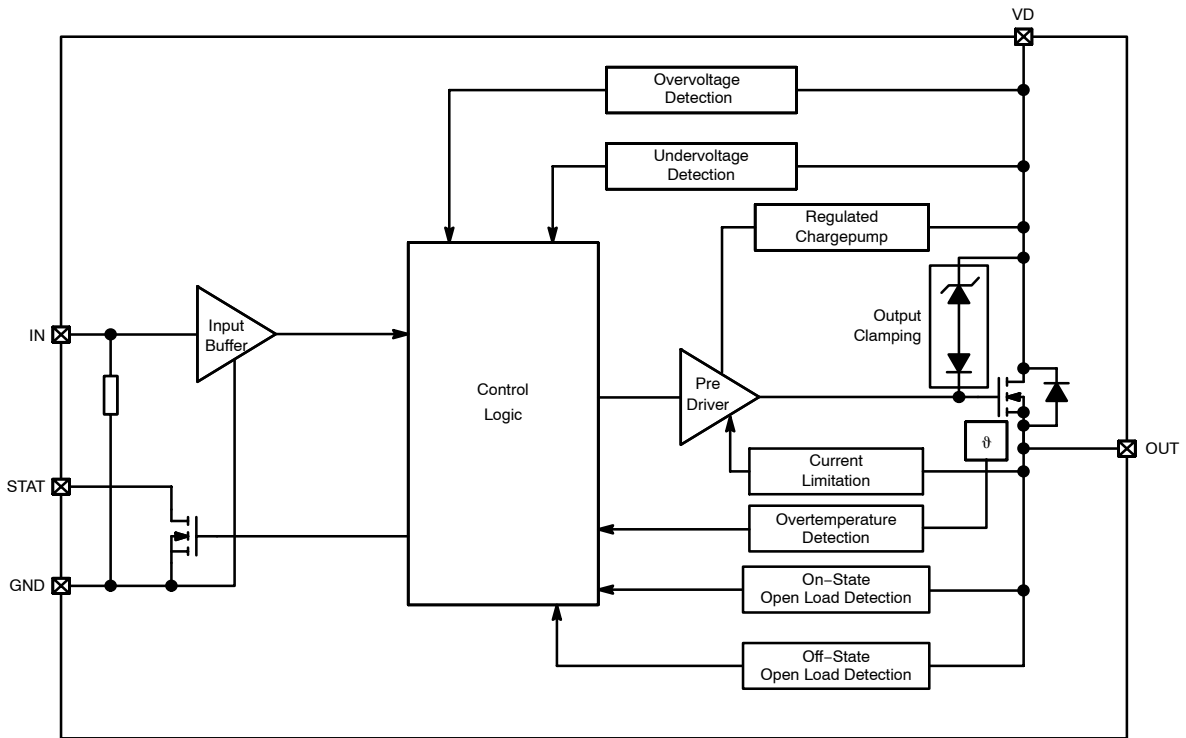 VD
Overvoltage
Detection
Undervoltage
Detection
Regulated
Chargepump
Output
Clamping
IN
Input
Buffer
Control
Logic
Pre
Driver
ϑ
OUT
Current
Limitation
STAT
Overtemperature
Detection
GND
On−State
Open Load Detection
Off−State
Open Load Detection